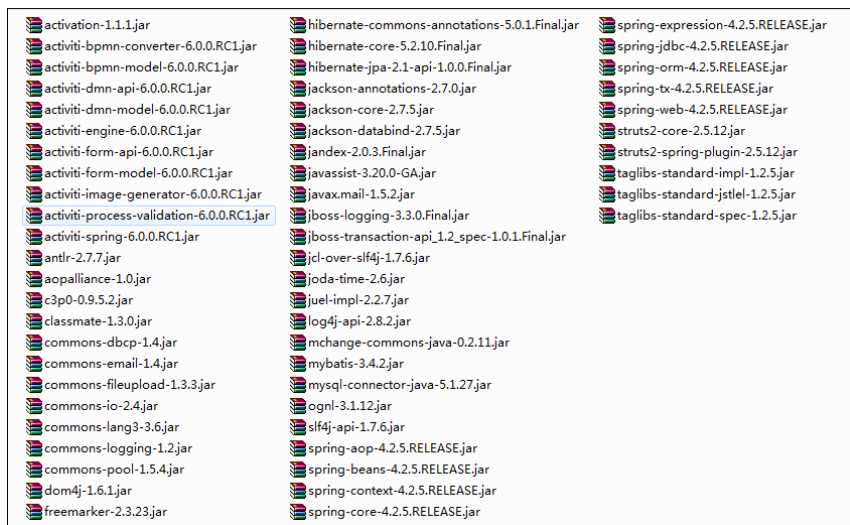 activation-1.1.1.jar
activiti-bpmn-converter-6.0.0.RC1.jar
activiti-bpmn-model-6.0.0.RC1.jar
activiti-dmn-api-6.0.0.RC1.jar
activiti-dmn-model-6.0.0.RC1.jar
activiti-engine-6.0.0.RC1.jar
activiti-form-api-6.0.0.RC1.jar
activiti-form-model-6.0.0.RC1.jar
activiti-image-generator-6.0.0.RC1.jar
activiti-process-validation-6.0.0.RC1.jar
activiti-spring-6.0.0.RC1.jar
antlr-2.7.7.jar
aopalliance-1.0.jar
c3p0-0.9.5.2.jar
classmate-1.3.0.jar
commons-dbcp-1.4.jar
commons-email-1.4.jar
commons-fileupload-1.3.3.jar
commons-io-2.4.jar
commons-lang3-3.6.jar
commons-logging-1.2.jar
commons-pool-1.5.4.jar
dom4j-1.6.1.jar
freemarker-2.3.23.jar
hibernate-commons-annotations-5.0.1.Final.jar
hibernate-core-5.2.10.Final.jar
hibernate-jpa-2.1-api-1.0.0.Final.jar
jackson-annotations-2.7.0.jar
jackson-core-2.7.5.jar
jackson-databind-2.7.5.jar
jandex-2.0.3.Final.jar
javassist-3.20.0-GA.jar
javax.mail-1.5.2.jar
jboss-logging-3.3.0.Final.jar
jboss-transaction-api_1.2_spec-1.0.1.Final.jar
jcl-over-slf4j-1.7.6.jar
joda-time-2.6.jar
juel-impl-2.2.7.jar
log4j-api-2.8.2.jar
mchange-commons-java-0.2.11.jar
mybatis-3.4.2.jar
mysql-connector-java-5.1.27.jar
ognl-3.1.12.jar
slf4j-api-1.7.6.jar
spring-aop-4.2.5.RELEASE.jar
spring-beans-4.2.5.RELEASE.jar
spring-context-4.2.5.RELEASE.jar
spring-core-4.2.5.RELEASE.jar
spring-expression-4.2.5.RELEASE.jar
spring-jdbc-4.2.5.RELEASE.jar
spring-orm-4.2.5.RELEASE.jar
spring-tx-4.2.5.RELEASE.jar
spring-web-4.2.5.RELEASE.jar
struts2-core-2.5.12.jar
struts2-spring-plugin-2.5.12.jar
taglibs-standard-impl-1.2.5.jar
taglibs-standard-jstlel-1.2.5.jar
taglibs-standard-spec-1.2.5.jar